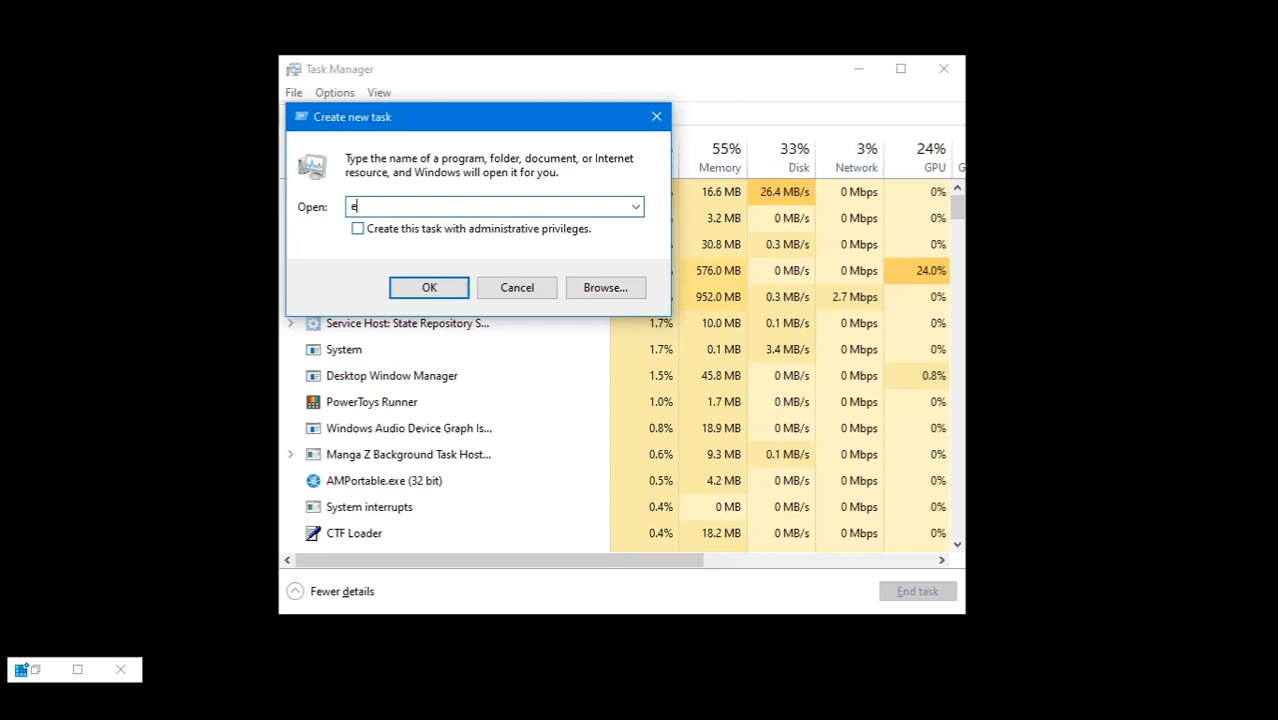 Task Manager
File Options View
Create new task
Type the name of a program, folder, document, or Internet
resource, and Windows will open it for you.
Open: e
Create this task with administrative privileges.
OK Cancel Browse...
55% 33% 3% 24%
Memory Disk Network GPU G
16.6 MB 26.4 MB/s 0 Mbps 0%
3.2 MB 0 MB/s 0 Mbps 0%
30.8 MB 0.3 MB/s 0 Mbps 0%
576.0 MB 0 MB/s 0 Mbps 24.0%
952.0 MB 0.3 MB/s 2.7 Mbps 0%
Service Host: State Repository S... 1.7% 10.0 MB 0.1 MB/s 0 Mbps 0%
System 1.7% 0.1 MB 3.4 MB/s 0 Mbps 0%
Desktop Window Manager 1.5% 45.8 MB 0 MB/s 0 Mbps 0.8%
PowerToys Runner 1.0% 1.7 MB 0 MB/s 0 Mbps 0%
Windows Audio Device Graph Is... 0.8% 18.9 MB 0 MB/s 0 Mbps 0%
Manga Z Background Task Host... 0.6% 9.3 MB 0.1 MB/s 0 Mbps 0%
AMPortable.exe (32 bit) 0.5% 4.2 MB 0 MB/s 0 Mbps 0%
System interrupts 0.4% 0 MB 0 MB/s 0 Mbps 0%
CTF Loader 0.4% 18.2 MB 0 MB/s 0 Mbps 0%
Fewer details End task